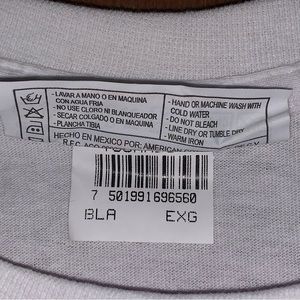 - LAVAR A MANO O EN MAQUINA
CON AGUA FRIA
- NO USE CLORO NI BLANQUEADOR
- SECAR COLGADO O EN MAQUINA
- PLANCHA TIBIA
- HAND OR MACHINE WASH WITH
COLD WATER
- DO NOT BLEACH
- LINE DRY OR TUMBLE DRY
- WARM IRON
HECHO EN MEXICO POR: AMERICAN
R.F.C.
7 501991696560
BLA EXG